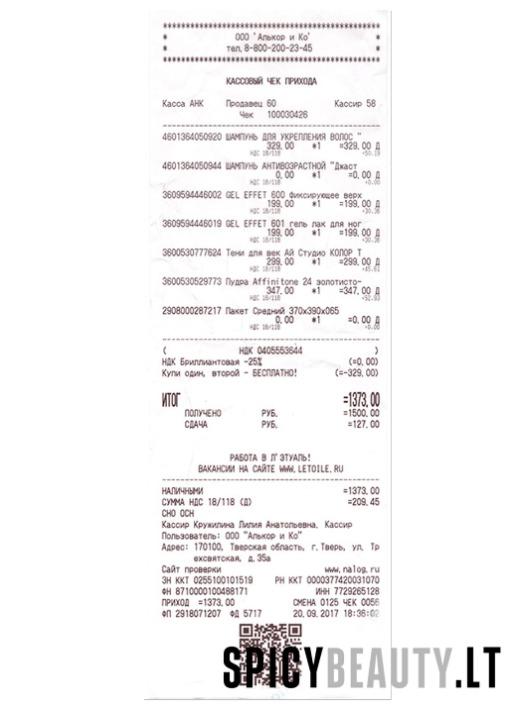 ****************************************
* ООО "Алькор и Ко" *
* тел. 8-800-200-23-45 *
****************************************
КАССОВЫЙ ЧЕК ПРИХОДА
Касса АНК Продавец 60 Кассир 58
Чек 100030426
4601364050920 ШАМПУНЬ ДЛЯ УКРЕПЛЕНИЯ ВОЛОС "
329,00 *1 =329,00 Д
НДС 18/118 =50.19
4601364050944 ШАМПУНЬ АНТИВОЗРАСТНОЙ "Джаст
0,00 *1 =0,00 Д
НДС 18/118 =0.00
3609594446002 GEL EFFET 600 Фиксирующее верх
199,00 *1 =199,00 Д
НДС 18/118 =30.36
3609594446019 GEL EFFET 601 гель лак для ног
199,00 *1 =199,00 Д
НДС 18/118 =30.36
3600530777624 Тени для век Ай Студио КОЛОР Т
299,00 *1 =299,00 Д
НДС 18/118 =45.61
3600530529773 Пудра Affinitone 24 золотисто-
347,00 *1 =347,00 Д
НДС 18/118 =52.93
2908000287217 Пакет Средний 370х390х065
0,00 *1 =0,00 Д
НДС 18/118 =0.00
( НДК 0405553644 )
НДК Бриллиантовая -25% (=0,00)
Купи один, второй - БЕСПЛАТНО! (=-329,00)
ИТОГ =1373,00
ПОЛУЧЕНО РУБ. =1500,00
СДАЧА РУБ. =127,00
РАБОТА В Л'ЭТУАЛЬ!
ВАКАНСИИ НА САЙТЕ WWW.LETOILE.RU
НАЛИЧНЫМИ =1373,00
СУММА НДС 18/118 (Д) =209,45
СНО ОСН
Кассир Кружилина Лилия Анатольевна, Кассир
Пользователь: ООО "Алькор и Ко"
Адрес: 170100, Тверская область, г.Тверь, ул. Тр
ехсвятская, д.35а
Сайт проверки www.nalog.ru
ЗН ККТ 0255100101519 РН ККТ 0000377420031070
ФН 8710000100488171 ИНН 7729265128
ПРИХОД =1373,00 СМЕНА 0125 ЧЕК 0056
ФП 2918071207 ФД 5717 20.09.2017 18:36:02
SPICYBEAUTY.LT